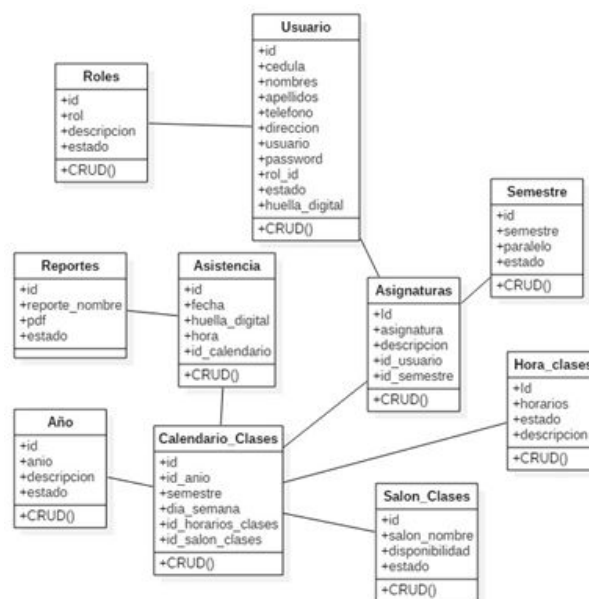 Usuario
+id
+cedula
+nombres
+apellidos
+telefono
+direccion
+usuario
+password
+rol_id
+estado
+huella_digital
+CRUD()
Roles
+id
+rol
+descripcion
+estado
+CRUD()
Semestre
+id
+semestre
+paralelo
+estado
+CRUD()
Reportes
+id
+reporte_nombre
+pdf
+estado
Asistencia
+id
+fecha
+huella_digital
+hora
+id_calendario
+CRUD()
Asignaturas
+Id
+asignatura
+descripcion
+id_usuario
+id_semestre
+CRUD()
Hora_clases
+Id
+horarios
+estado
+descripcion
+CRUD()
Año
+id
+anio
+descripcion
+estado
+CRUD()
Calendario_Clases
+id
+id_anio
+semestre
+dia_semana
+id_horarios_clases
+id_salon_clases
+CRUD()
Salon_Clases
+id
+salon_nombre
+disponibilidad
+estado
+CRUD()